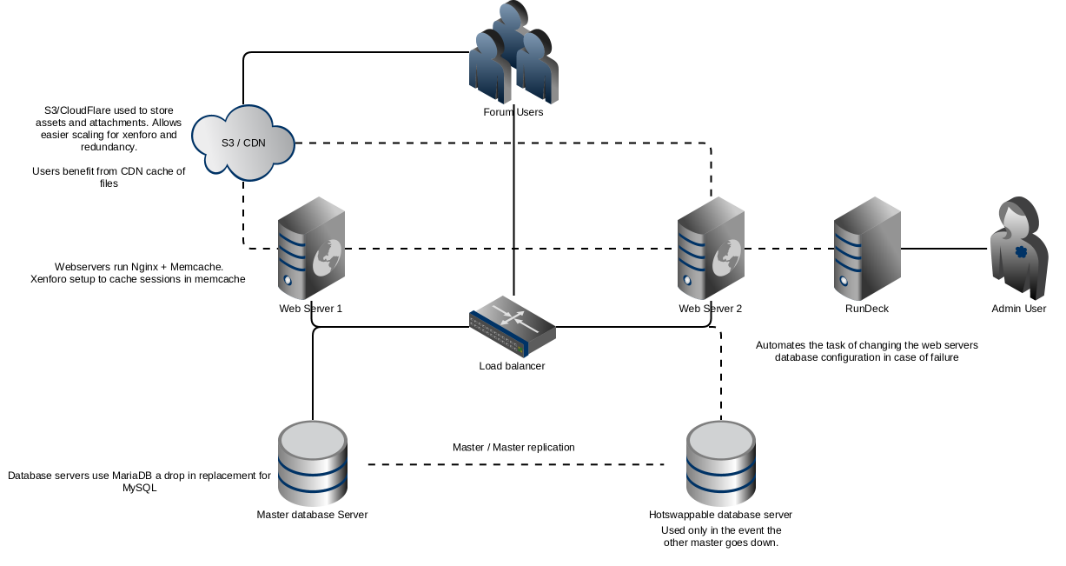 Forum Users
S3/CloudFlare used to store
assets and attachments. Allows
easier scaling for xenforo and
redundancy.
Users benefit from CDN cache of
files
S3 / CDN
Webservers run Nginx + Memcache.
Xenforo setup to cache sessions in memcache
Web Server 1
Web Server 2
RunDeck
Admin User
Automates the task of changing the web servers
database configuration in case of failure
Load balancer
Master / Master replication
Database servers use MariaDB a drop in replacement for
MySQL
Master database Server
Hotswappable database server
Used only in the event the
other master goes down.